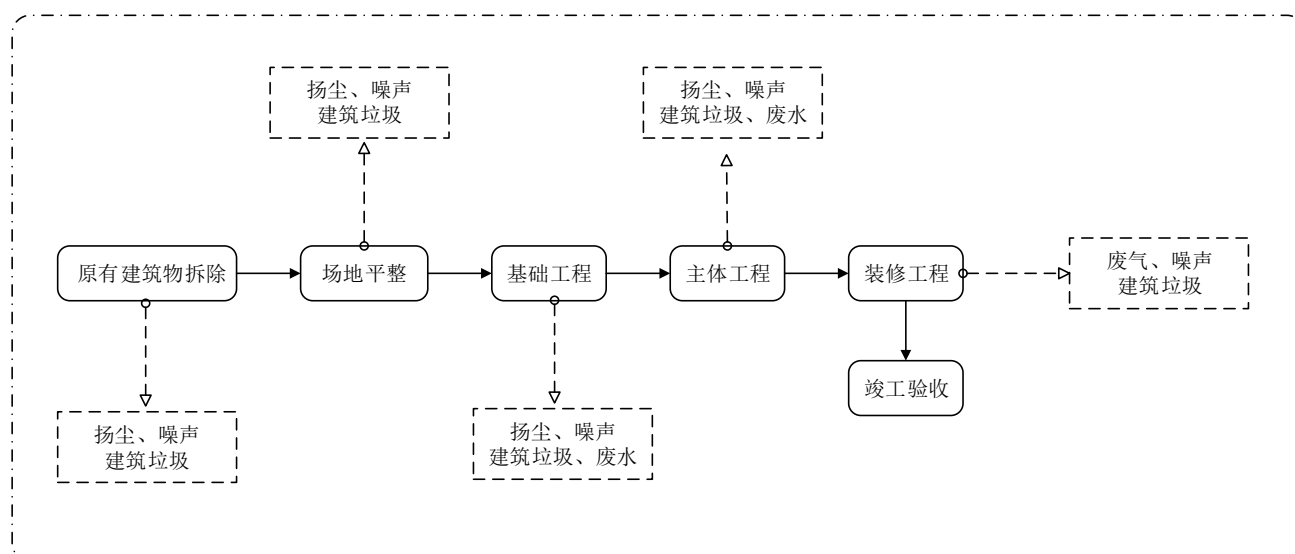 扬尘、噪声
建筑垃圾
扬尘、噪声
建筑垃圾、废水
原有建筑物拆除
场地平整
基础工程
主体工程
装修工程
废气、噪声
建筑垃圾
竣工验收
扬尘、噪声
建筑垃圾
扬尘、噪声
建筑垃圾、废水